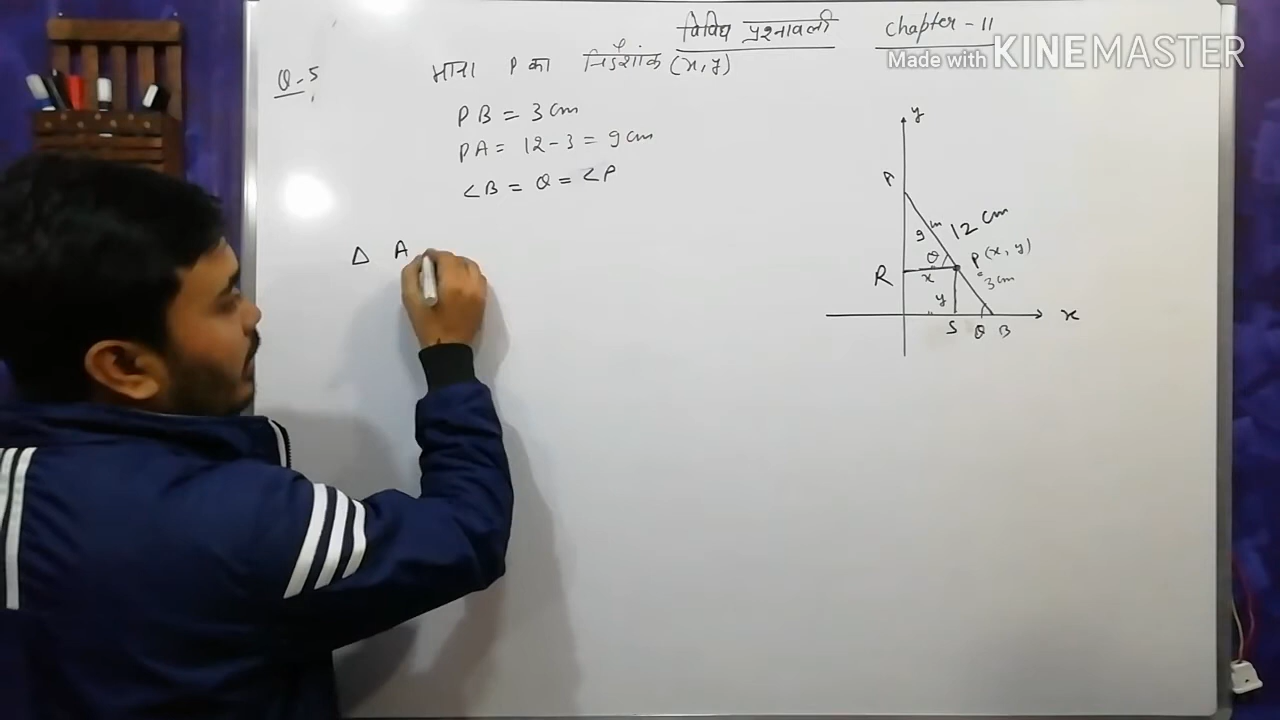 विविध प्रश्नावली Chapter - 11
Made with KINEMASTER
Q-5 माना P का निर्देशांक (x, y)
PB = 3 cm
PA = 12 - 3 = 9 cm
∠B = θ = ∠P
Δ A
y
9 m
12 cm
θ
P (x, y)
R
x
3 cm
y
S θ B
x